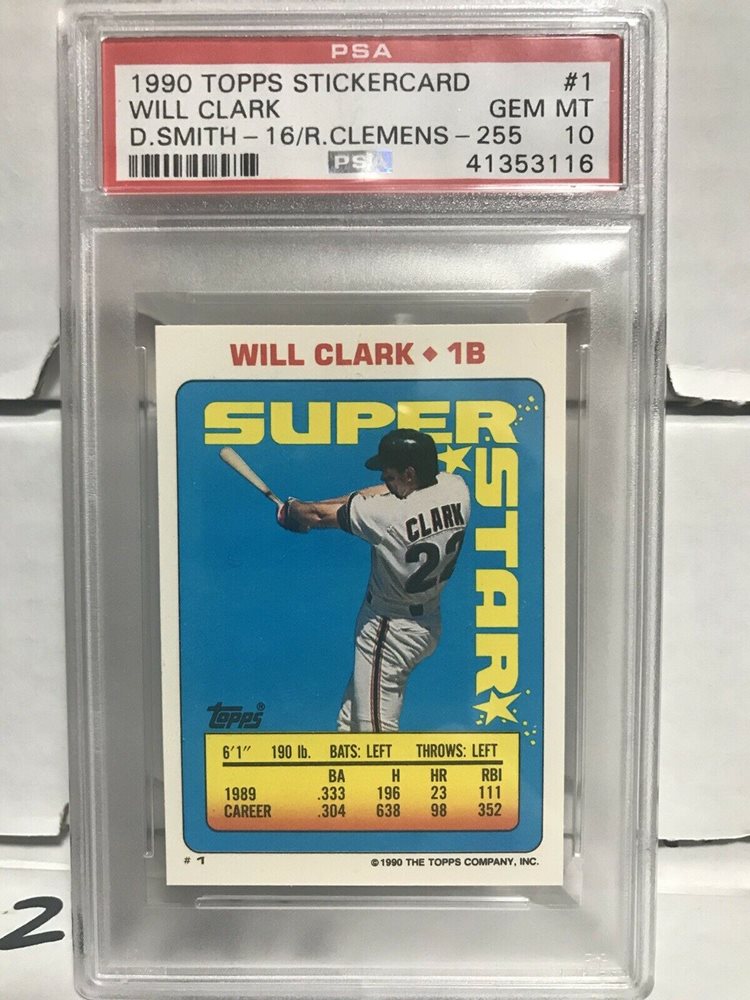 PSA
1990 TOPPS STICKERCARD #1
WILL CLARK GEM MT
D.SMITH-16/R.CLEMENS-255 10
PSA 41353116
WILL CLARK ♦ 1B
SUPER
STAR
CLARK
22
Topps®
6'1" 190 lb. BATS: LEFT THROWS: LEFT
BA H HR RBI
1989 .333 196 23 111
CAREER .304 638 98 352
# 1 ©1990 THE TOPPS COMPANY, INC.
2